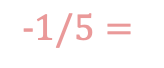 -1/5 =